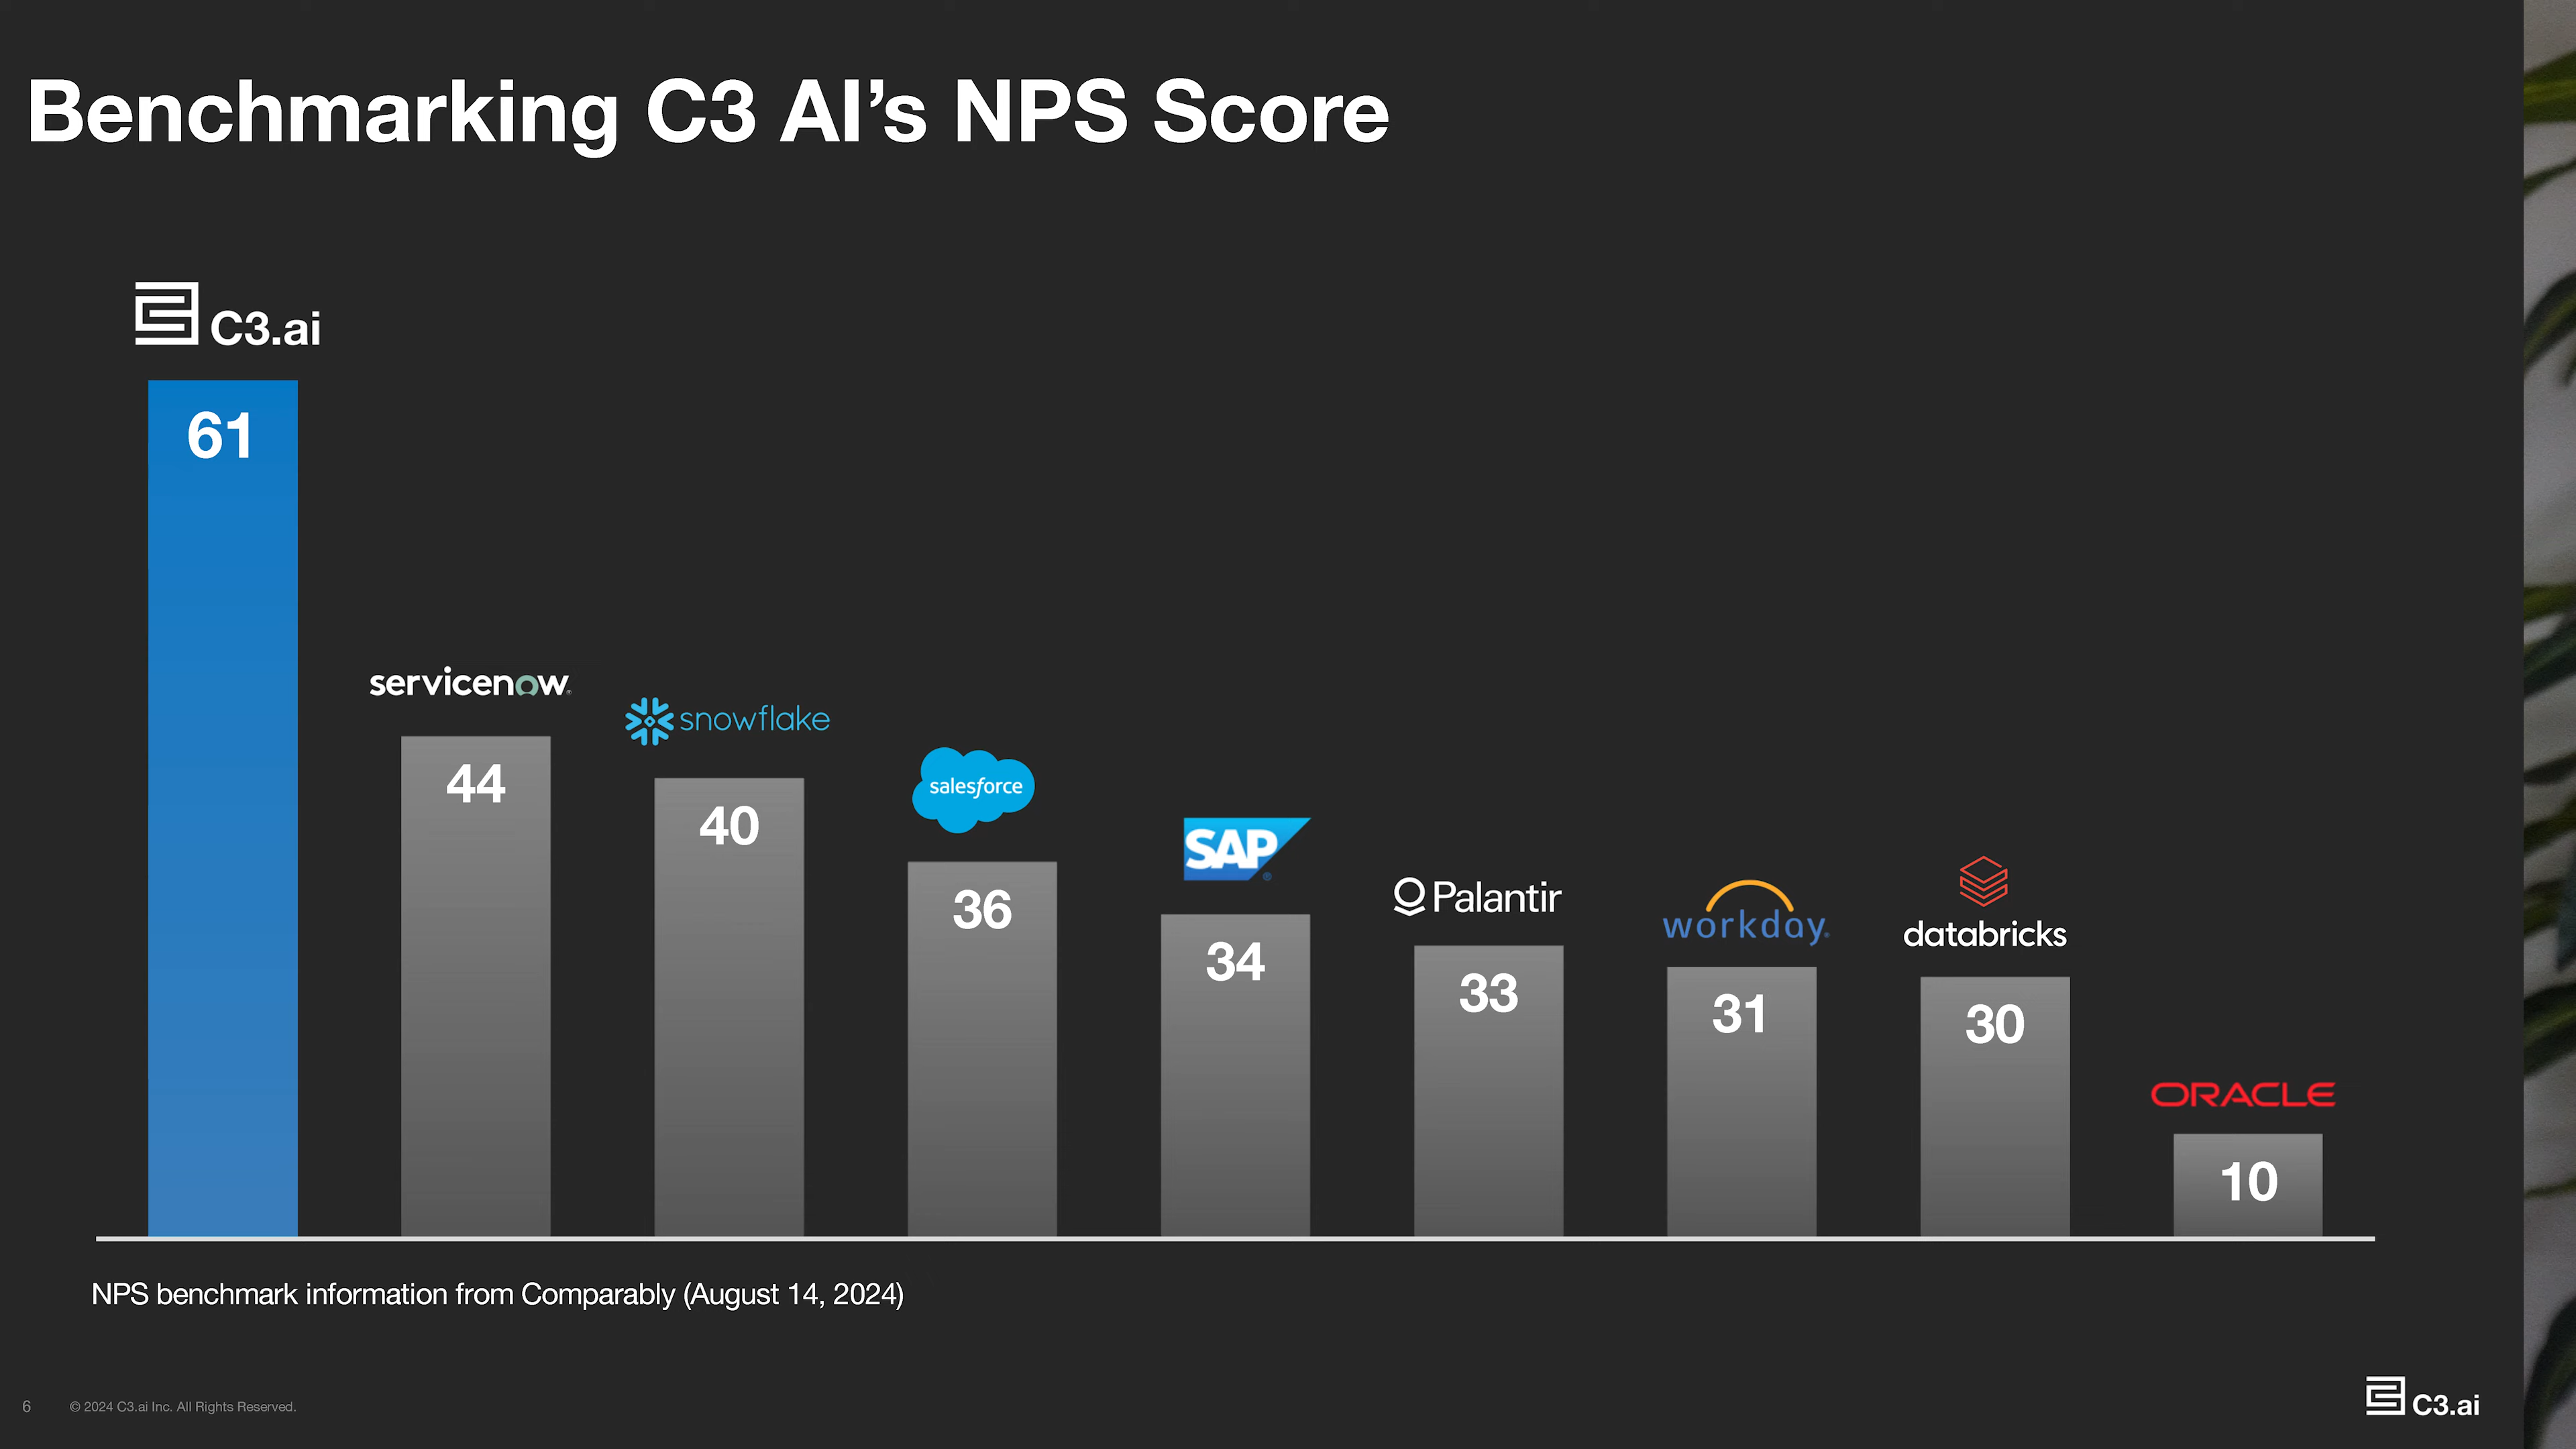 Benchmarking C3 AI’s NPS Score
C3.ai
61
servicenow®
44
snowflake
40
salesforce
36
SAP®
34
Palantir
33
workday®
31
databricks
30
ORACLE
10
NPS benchmark information from Comparably (August 14, 2024)
6 © 2024 C3.ai Inc. All Rights Reserved.
C3.ai